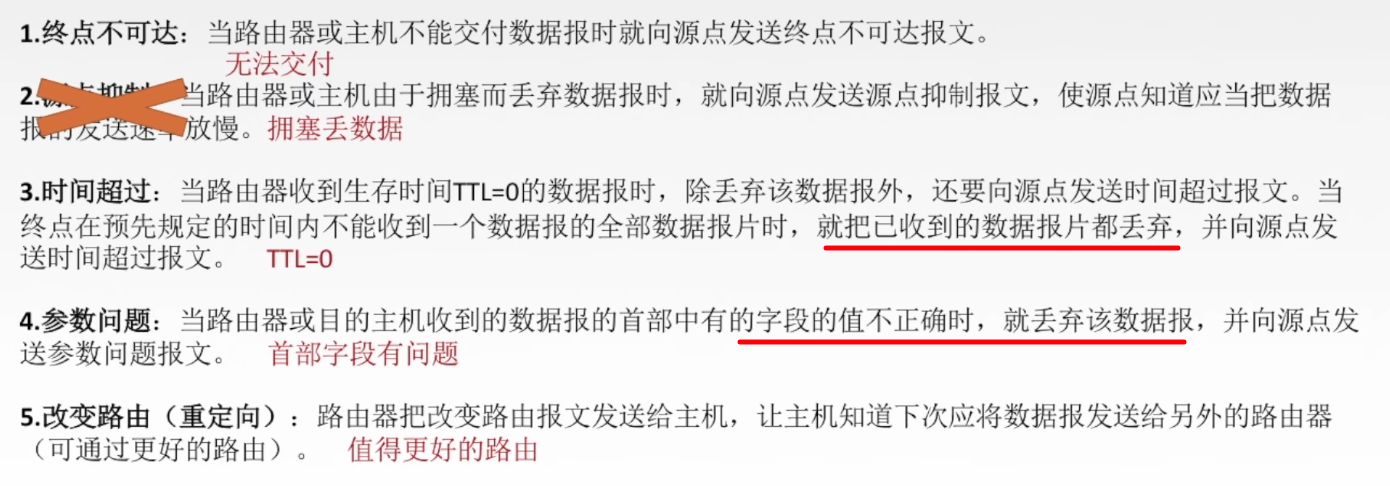 1.终点不可达：当路由器或主机不能交付数据报时就向源点发送终点不可达报文。
无法交付
2.源点抑制：当路由器或主机由于拥塞而丢弃数据报时，就向源点发送源点抑制报文，使源点知道应当把数据
报的发送速率放慢。拥塞丢数据
3.时间超过：当路由器收到生存时间TTL=0的数据报时，除丢弃该数据报外，还要向源点发送时间超过报文。当
终点在预先规定的时间内不能收到一个数据报的全部数据报片时，就把已收到的数据报片都丢弃，并向源点发
送时间超过报文。 TTL=0
4.参数问题：当路由器或目的主机收到的数据报的首部中有的字段的值不正确时，就丢弃该数据报，并向源点发
送参数问题报文。 首部字段有问题
5.改变路由（重定向）：路由器把改变路由报文发送给主机，让主机知道下次应将数据报发送给另外的路由器
（可通过更好的路由）。 值得更好的路由